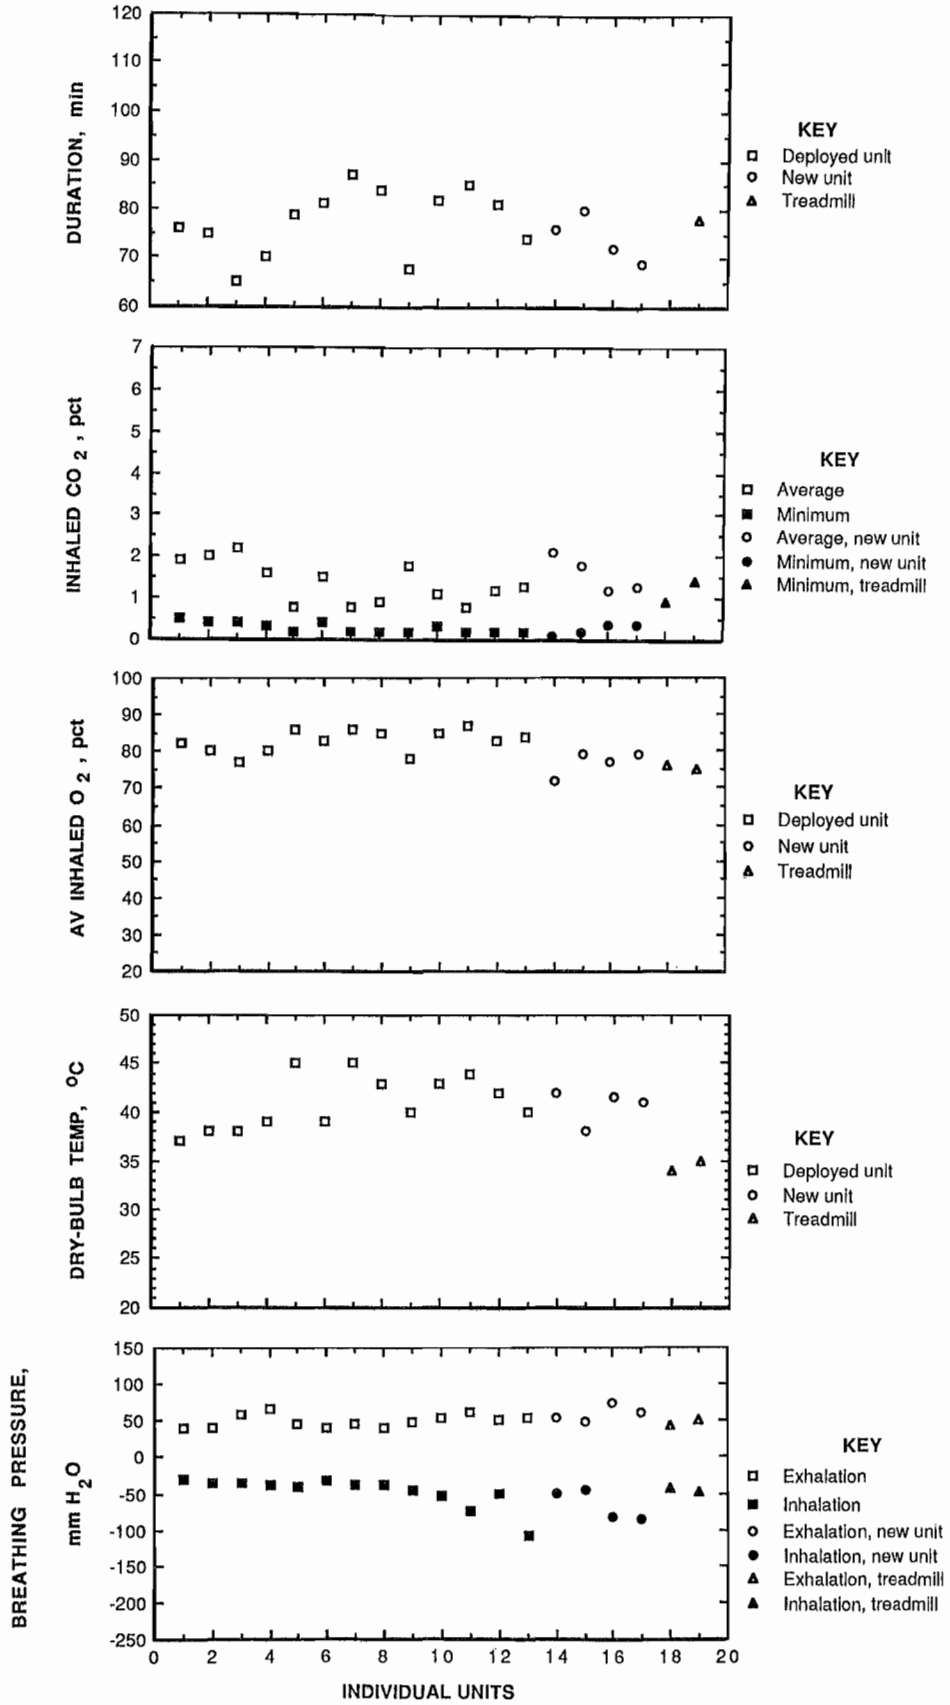 120
110
100
90
80
70
60
DURATION, min
KEY
Deployed unit
New unit
Treadmill
7
6
5
4
3
2
1
0
INHALED CO 2, pct
KEY
Average
Minimum
Average, new unit
Minimum, new unit
Minimum, treadmill
100
90
80
70
60
50
40
30
20
AV INHALED O 2, pct
KEY
Deployed unit
New unit
Treadmill
50
45
40
35
30
25
20
DRY-BULB TEMP, °C
KEY
Deployed unit
New unit
Treadmill
150
100
50
0
-50
-100
-150
-200
-250
BREATHING PRESSURE,
mm H2O
KEY
Exhalation
Inhalation
Exhalation, new unit
Inhalation, new unit
Exhalation, treadmill
Inhalation, treadmill
0 2 4 6 8 10 12 14 16 18 20
INDIVIDUAL UNITS